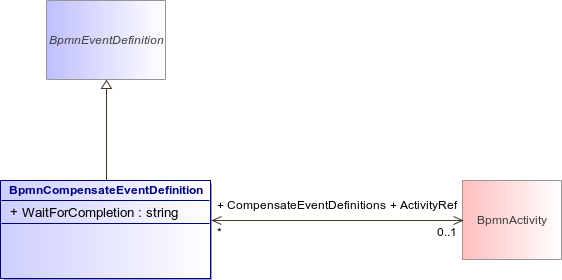 BpmnEventDefinition
BpmnCompensateEventDefinition
+ WaitForCompletion : string
+ CompensateEventDefinitions + ActivityRef
* 0..1
BpmnActivity